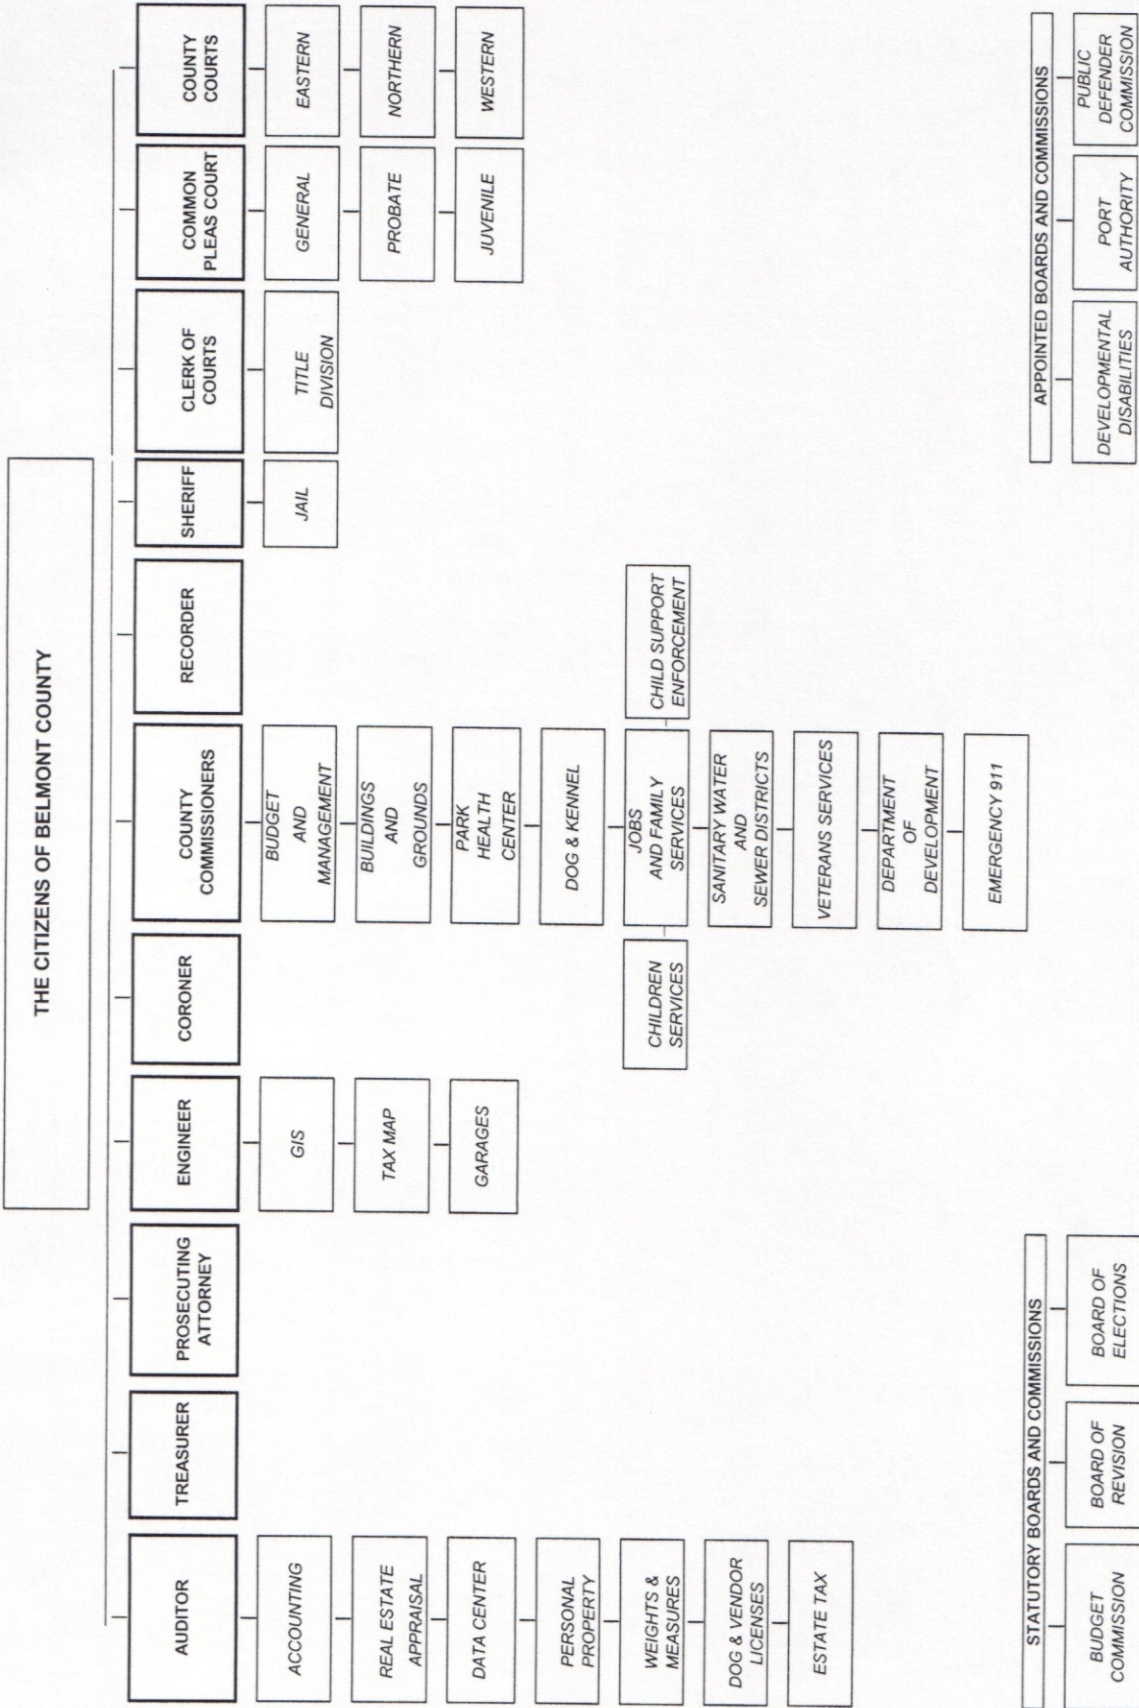 THE CITIZENS OF BELMONT COUNTY
AUDITOR
TREASURER
PROSECUTING
ATTORNEY
ENGINEER
CORONER
COUNTY
COMMISSIONERS
RECORDER
SHERIFF
CLERK OF
COURTS
COMMON
PLEAS COURT
COUNTY
COURTS
ACCOUNTING
REAL ESTATE
APPRAISAL
DATA CENTER
PERSONAL
PROPERTY
WEIGHTS &
MEASURES
DOG & VENDOR
LICENSES
ESTATE TAX
GIS
TAX MAP
GARAGES
BUDGET
AND
MANAGEMENT
BUILDINGS
AND
GROUNDS
PARK
HEALTH
CENTER
DOG & KENNEL
CHILDREN
SERVICES
JOBS
AND FAMILY
SERVICES
CHILD SUPPORT
ENFORCEMENT
SANITARY WATER
AND
SEWER DISTRICTS
VETERANS SERVICES
DEPARTMENT
OF
DEVELOPMENT
EMERGENCY 911
JAIL
TITLE
DIVISION
GENERAL
PROBATE
JUVENILE
EASTERN
NORTHERN
WESTERN
STATUTORY BOARDS AND COMMISSIONS
BUDGET
COMMISSION
BOARD OF
REVISION
BOARD OF
ELECTIONS
APPOINTED BOARDS AND COMMISSIONS
DEVELOPMENTAL
DISABILITIES
PORT
AUTHORITY
PUBLIC
DEFENDER
COMMISSION